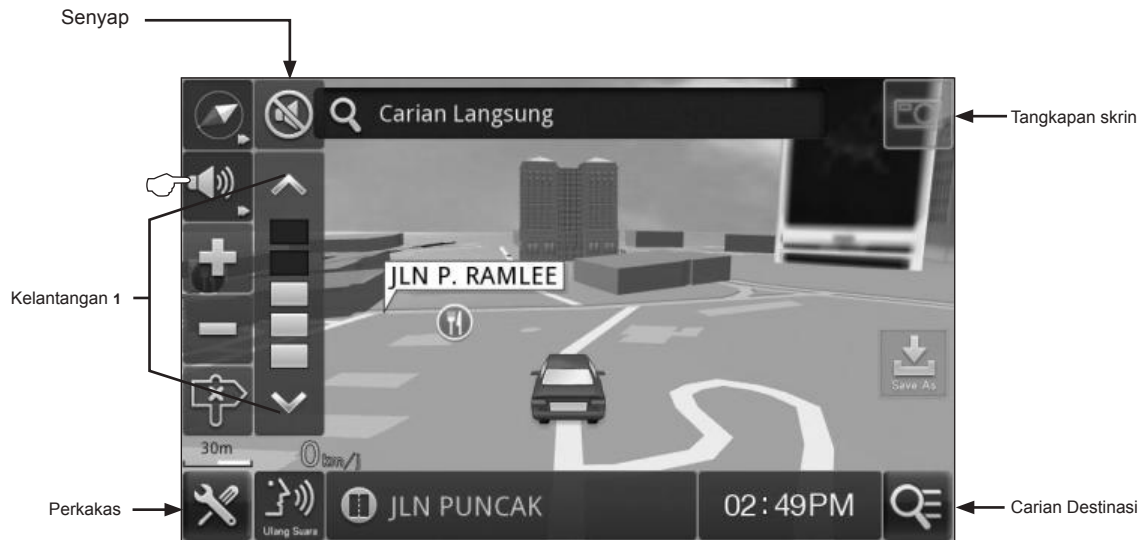 Senyap
Carian Langsung
Tangkapan skrin
JLN P. RAMLEE
Kelantangan 1
Save As
30m
0km/j
Perkakas
Ulang Suara
JLN PUNCAK
02:49PM
Carian Destinasi